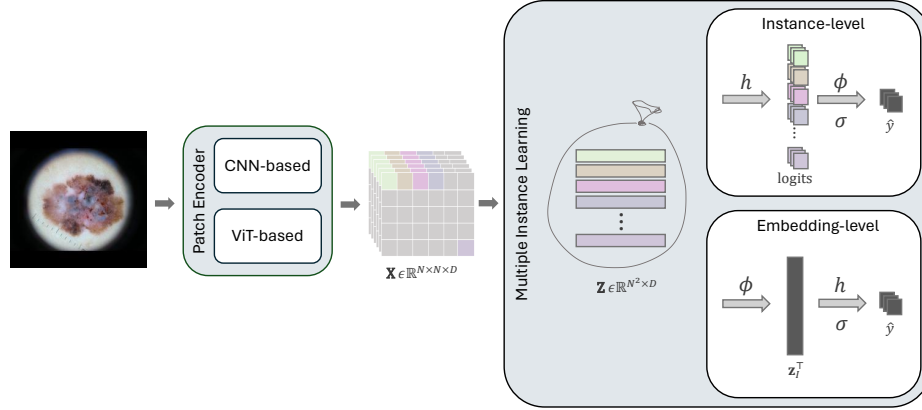 Patch Encoder
CNN-based
ViT-based
𝐗 ϵ ℝ^{N×N×D}
Multiple Instance Learning
𝐙 ϵ ℝ^{N²×D}
Instance-level
h
ϕ
σ
ŷ
logits
Embedding-level
ϕ
h
σ
ŷ
𝐳_I^⊤